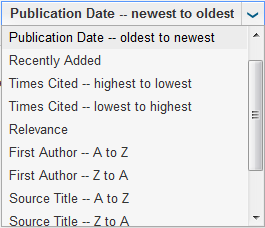 Publication Date -- newest to oldest
Publication Date -- oldest to newest
Recently Added
Times Cited -- highest to lowest
Times Cited -- lowest to highest
Relevance
First Author -- A to Z
First Author -- Z to A
Source Title -- A to Z
Source Title -- Z to A